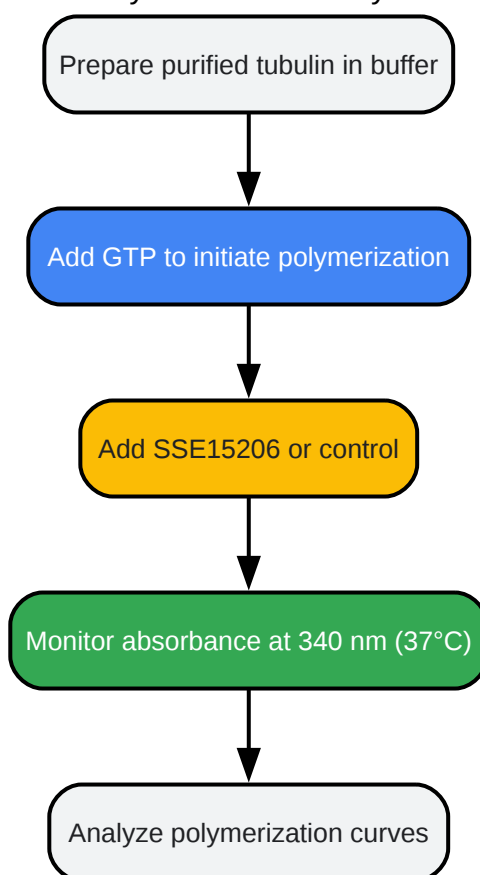 Prepare purified tubulin in buffer
Add GTP to initiate polymerization
Add SSE15206 or control
Monitor absorbance at 340 nm (37°C)
Analyze polymerization curves